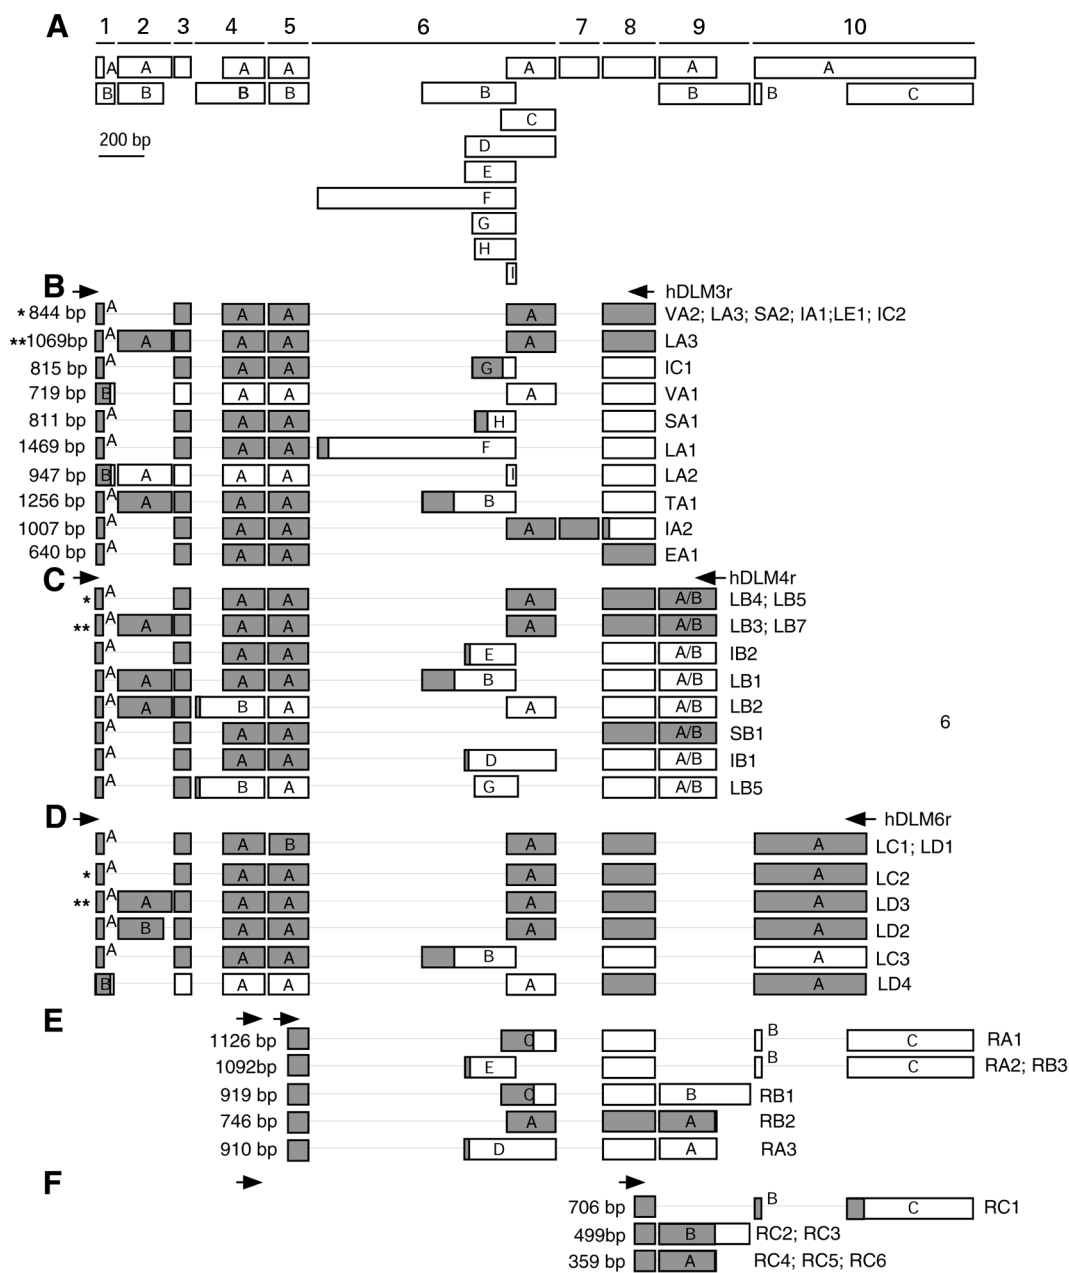 A 1 2 3 4 5 6 7 8 9 10
A A A A A A A
B B B B B B B C
C
200 bp
D
E
F
G
H
I
B hDLM3r
*844 bp A A A A VA2; LA3; SA2; IA1;LE1; IC2
**1069bp A A A A A LA3
815 bp A A A G IC1
719 bp B A A A A VA1
811 bp A A A H SA1
1469 bp A A A F LA1
947 bp B A A A I LA2
1256 bp A A A A B TA1
1007 bp A A A A IA2
640 bp A A A EA1
C hDLM4r
* A A A A A/B LB4; LB5
** A A A A A A/B LB3; LB7
A A A E A/B IB2
A A A A B A/B LB1
A A B A A A/B LB2
A A A A/B SB1
6
A A A D A/B IB1
A B A G A/B LB5
D hDLM6r
A A B A A LC1; LD1
* A A A A A LC2
** A A A A A A LD3
A B A A A A LD2
A A A B A LC3
B A A A A LD4
E
1126 bp C B C RA1
1092bp E B C RA2; RB3
919 bp C B RB1
746 bp A A RB2
910 bp D A RA3
F
706 bp B C RC1
499bp B RC2; RC3
359 bp A RC4; RC5; RC6